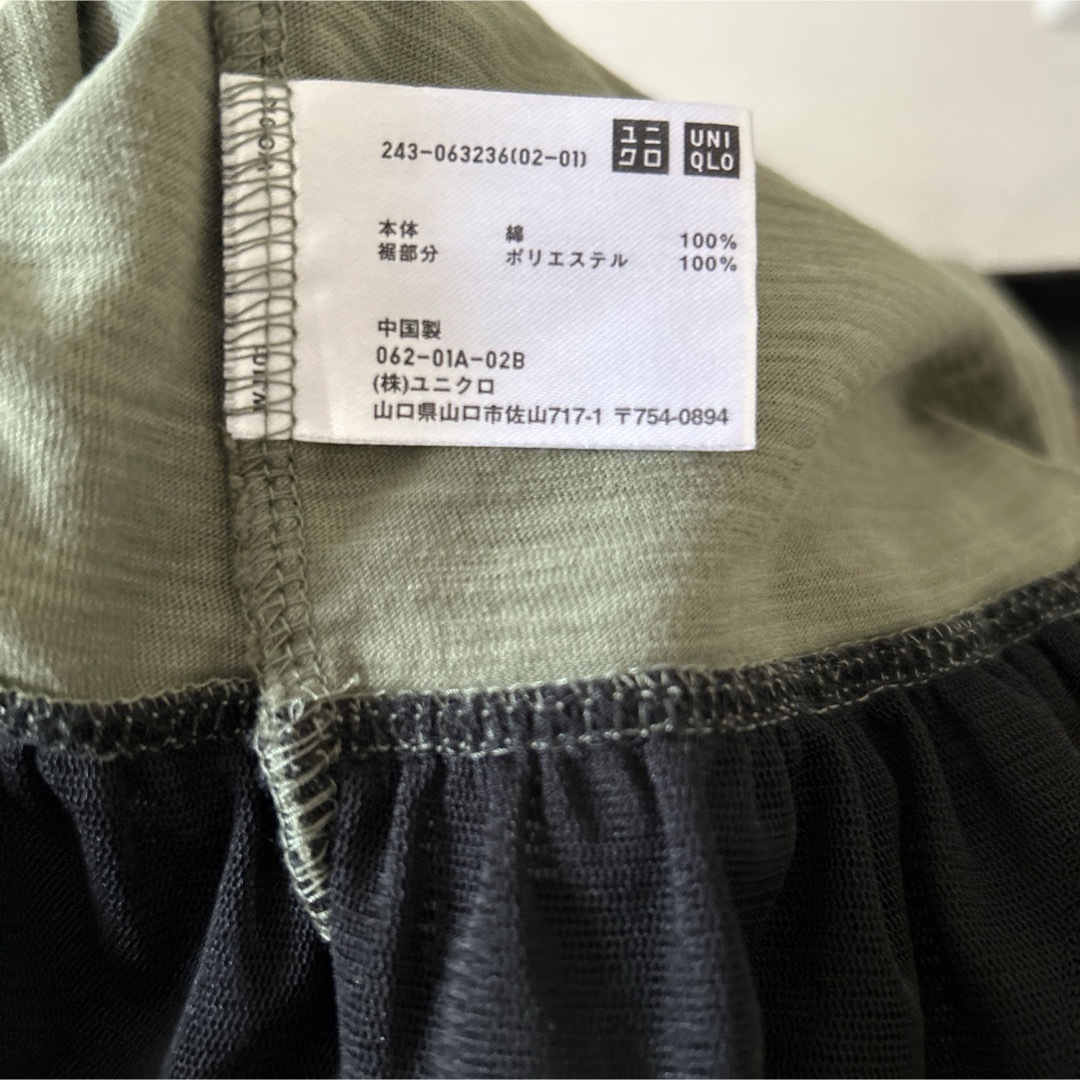 243-063236(02-01) ユニクロ UNIQLO
本体 綿 100%
裾部分 ポリエステル 100%
中国製
062-01A-02B
(株)ユニクロ
山口県山口市佐山717-1 〒754-0894